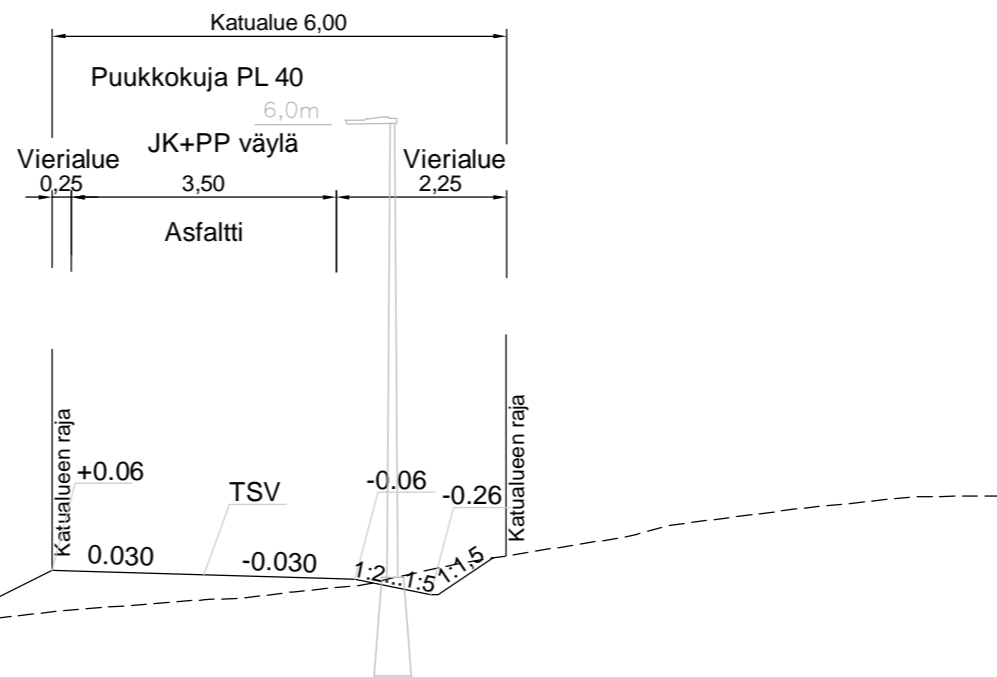 Katualue 6,00
Puukkokuja PL 40
6,0m
JK+PP väylä
Vierialue
Vierialue
0,25
3,50
2,25
Asfaltti
Katualueen raja
Katualueen raja
+0.06
TSV
-0.06
-0.26
0.030
-0.030
1:2...1:5
1:1,5